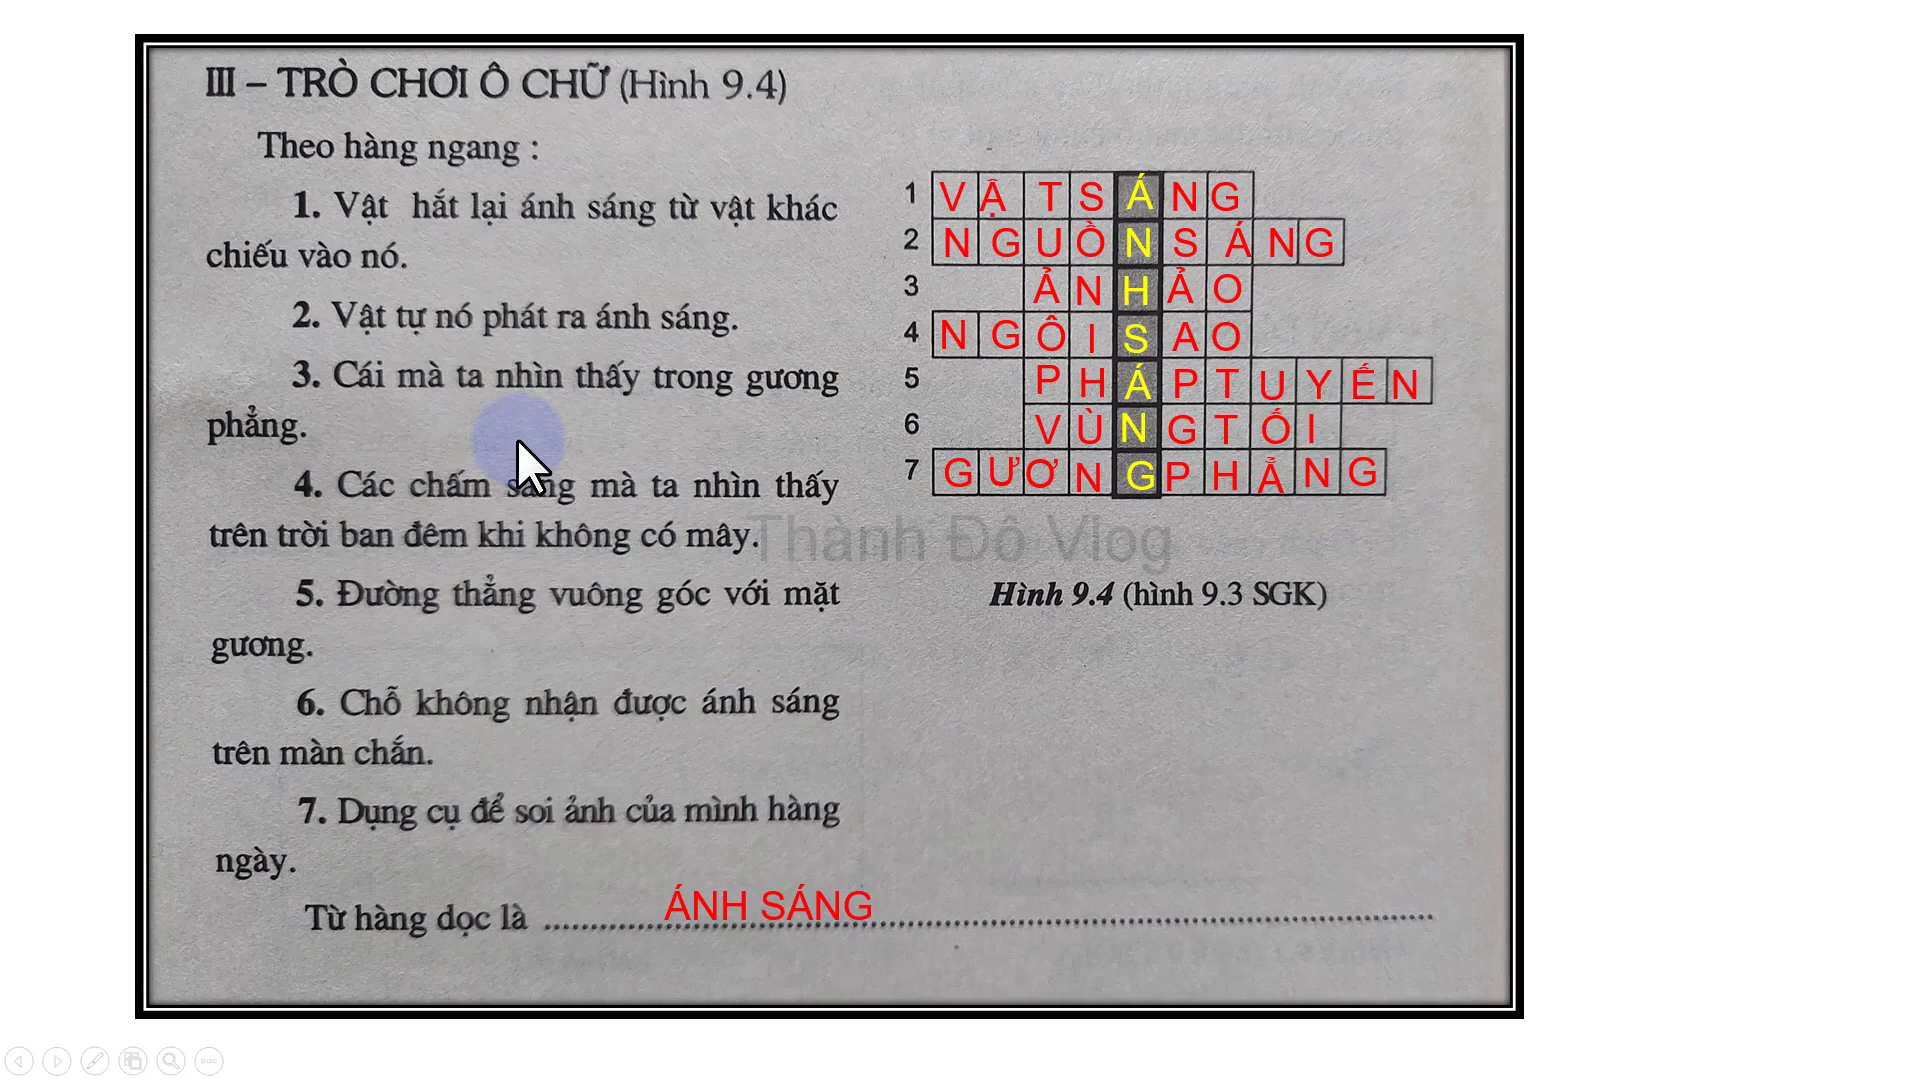 III – TRÒ CHƠI Ô CHỮ (Hình 9.4)
Theo hàng ngang :
1. Vật hắt lại ánh sáng từ vật khác
chiếu vào nó.
2. Vật tự nó phát ra ánh sáng.
3. Cái mà ta nhìn thấy trong gương
phẳng.
4. Các chấm sáng mà ta nhìn thấy
trên trời ban đêm khi không có mây.
5. Đường thẳng vuông góc với mặt
gương.
6. Chỗ không nhận được ánh sáng
trên màn chắn.
7. Dụng cụ để soi ảnh của mình hàng
ngày.
Từ hàng dọc là ÁNH SÁNG
1 V Ậ T S Á N G
2 N G U Ồ N S Á N G
3 Ả N H Ả O
4 N G Ô I S A O
5 P H Á P T U Y Ế N
6 V Ù N G T Ố I
7 G Ư Ơ N G P H Ẳ N G
Thành Đô Vlog
Hình 9.4 (hình 9.3 SGK)